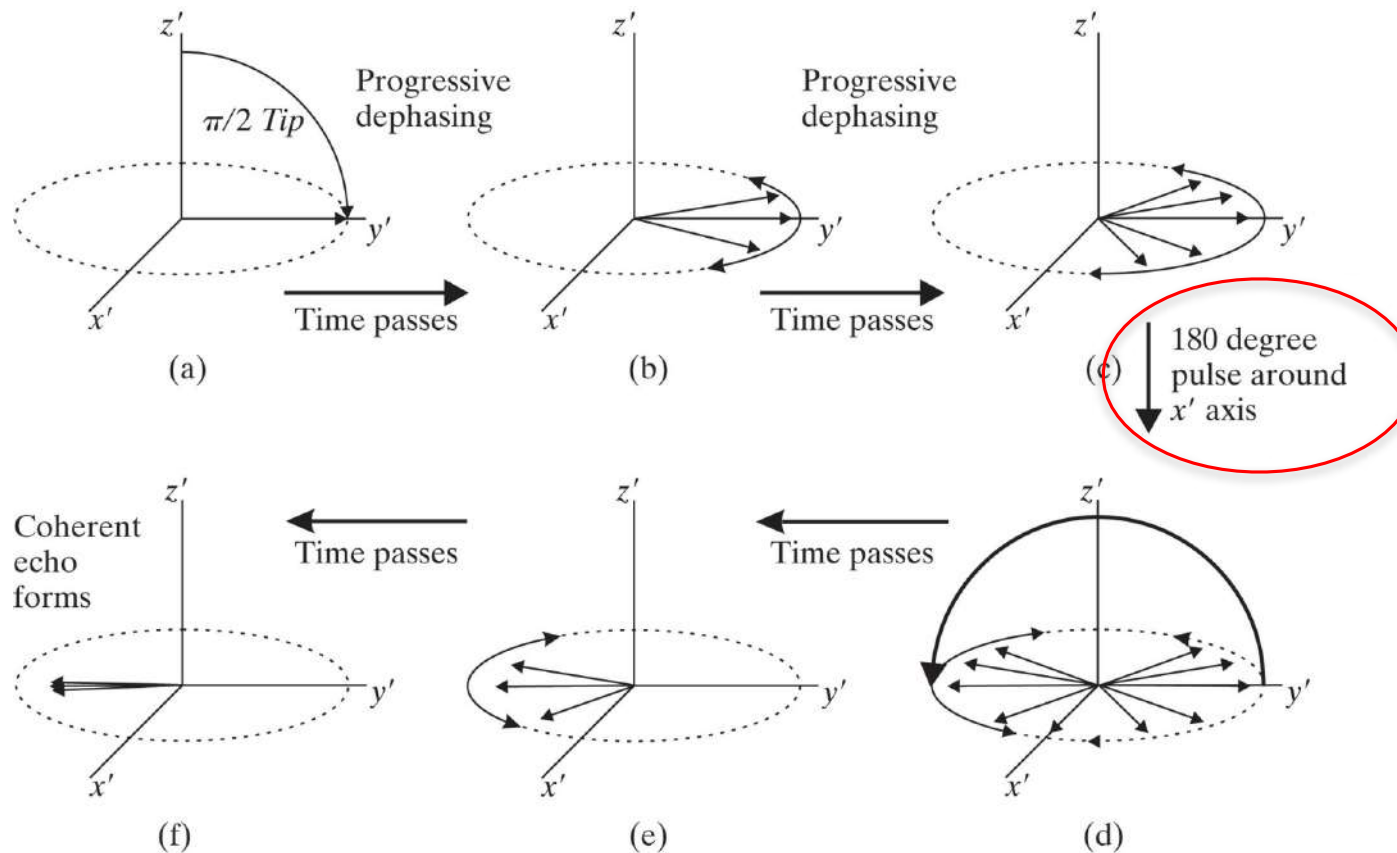 z′
π/2 Tip
y′
x′
(a)
Progressive
dephasing
Time passes
z′
y′
x′
(b)
Progressive
dephasing
Time passes
z′
y′
x′
(c)
180 degree
pulse around
x′ axis
z′
y′
x′
(d)
Time passes
z′
y′
x′
(e)
Time passes
Coherent
echo
forms
z′
y′
x′
(f)